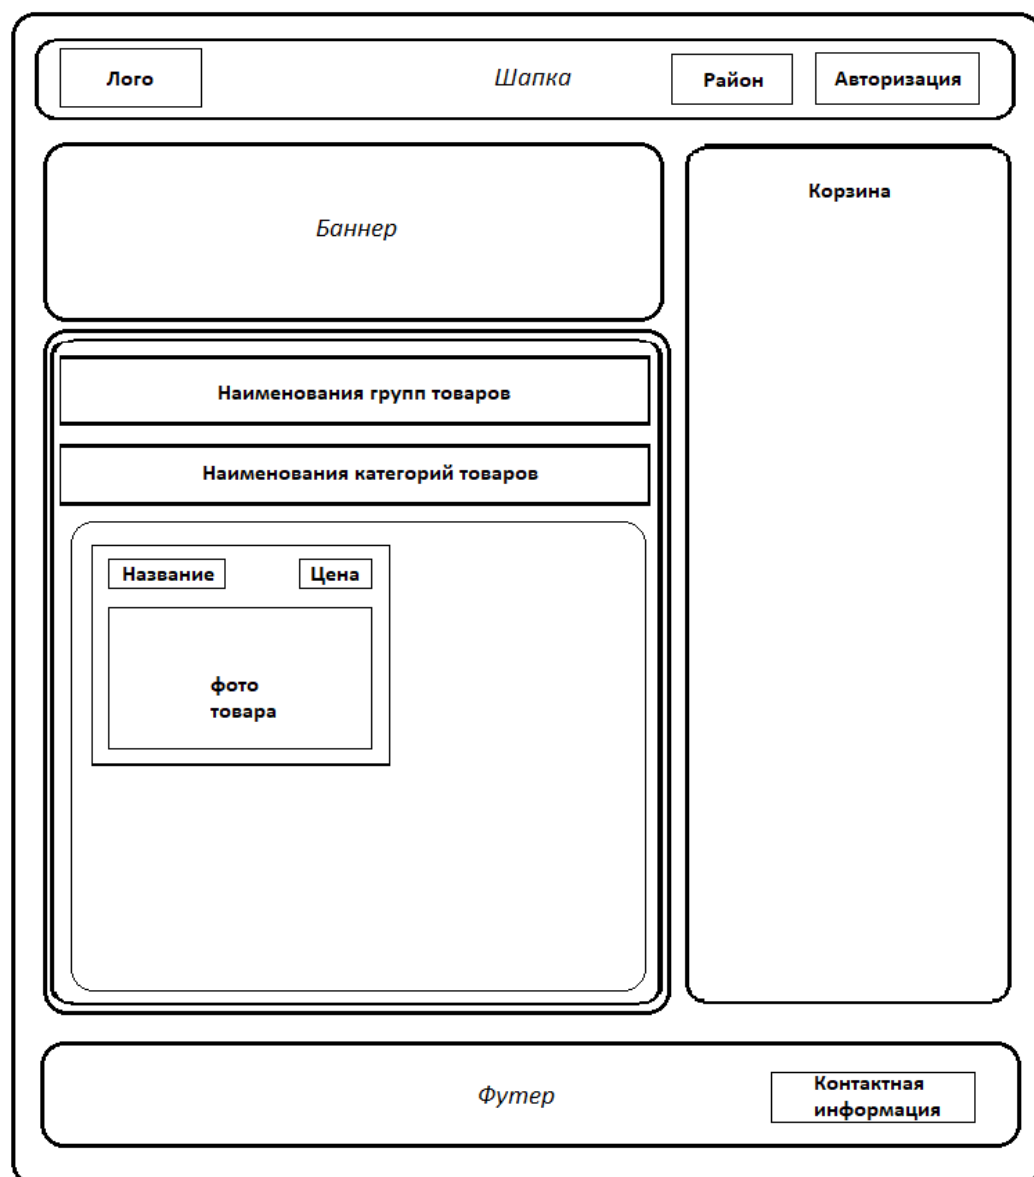 Лого
Шапка
Район
Авторизация
Баннер
Корзина
Наименования групп товаров
Наименования категорий товаров
Название
Цена
фото
товара
Футер
Контактная
информация